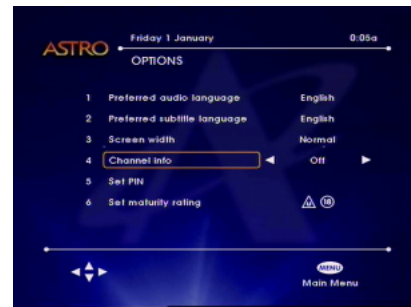 ASTRO
Friday 1 January 0:05a
OPTIONS
1 Preferred audio language English
2 Preferred subtitle language English
3 Screen width Normal
4 Channel info Off
5 Set PIN
6 Set maturity rating 18
MENU
Main Menu